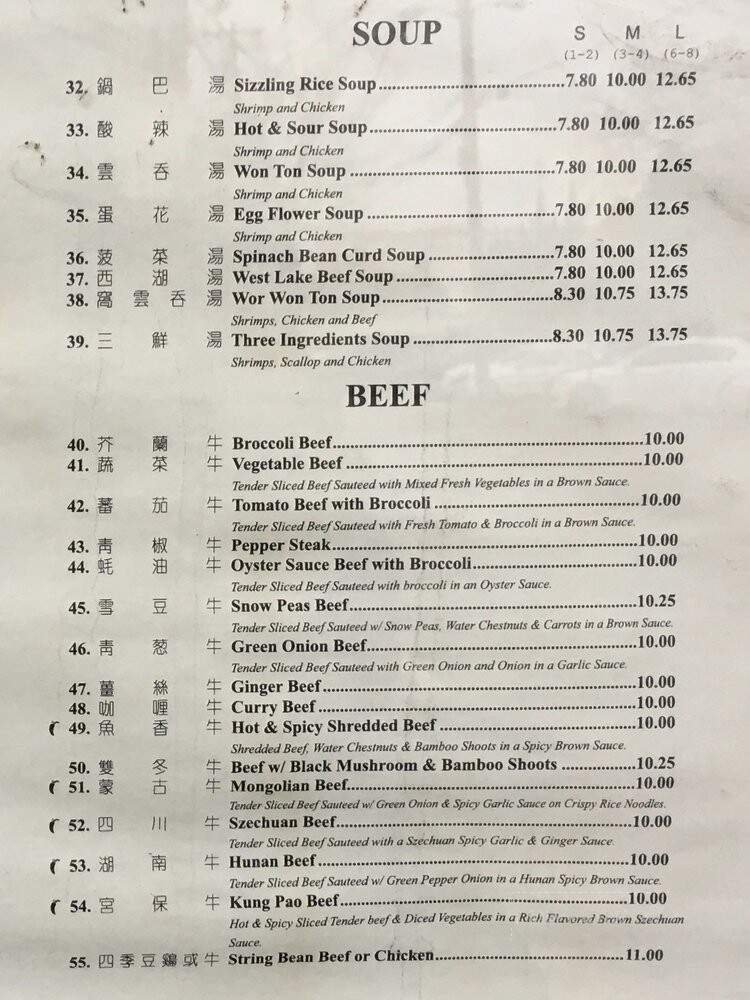 SOUP S M L
(1-2) (3-4) (6-8)
32. 鍋巴湯 Sizzling Rice Soup 7.80 10.00 12.65
Shrimp and Chicken
33. 酸辣湯 Hot & Sour Soup 7.80 10.00 12.65
Shrimp and Chicken
34. 雲吞湯 Won Ton Soup 7.80 10.00 12.65
Shrimp and Chicken
35. 蛋花湯 Egg Flower Soup 7.80 10.00 12.65
Shrimp and Chicken
36. 菠菜湯 Spinach Bean Curd Soup 7.80 10.00 12.65
37. 西湖湯 West Lake Beef Soup 7.80 10.00 12.65
38. 窩雲吞湯 Wor Won Ton Soup 8.30 10.75 13.75
Shrimps, Chicken and Beef
39. 三鮮湯 Three Ingredients Soup 8.30 10.75 13.75
Shrimps, Scallop and Chicken
BEEF
40. 芥蘭牛 Broccoli Beef 10.00
41. 蔬菜牛 Vegetable Beef 10.00
Tender Sliced Beef Sauteed with Mixed Fresh Vegetables in a Brown Sauce.
42. 蕃茄牛 Tomato Beef with Broccoli 10.00
Tender Sliced Beef Sauteed with Fresh Tomato & Broccoli in a Brown Sauce.
43. 靑椒牛 Pepper Steak 10.00
44. 蚝油牛 Oyster Sauce Beef with Broccoli 10.00
Tender Sliced Beef Sauteed with broccoli in an Oyster Sauce.
45. 雪豆牛 Snow Peas Beef 10.25
Tender Sliced Beef Sauteed w/ Snow Peas, Water Chestnuts & Carrots in a Brown Sauce.
46. 靑葱牛 Green Onion Beef 10.00
Tender Sliced Beef Sauteed with Green Onion and Onion in a Garlic Sauce.
47. 薑絲牛 Ginger Beef 10.00
48. 咖喱牛 Curry Beef 10.00
49. 魚香牛 Hot & Spicy Shredded Beef 10.00
Shredded Beef, Water Chestnuts & Bamboo Shoots in a Spicy Brown Sauce.
50. 雙冬牛 Beef w/ Black Mushroom & Bamboo Shoots 10.25
51. 蒙古牛 Mongolian Beef 10.00
Tender Sliced Beef Sauteed w/ Green Onion & Spicy Garlic Sauce on Crispy Rice Noodles.
52. 四川牛 Szechuan Beef 10.00
Tender Sliced Beef Sauteed with a Szechuan Spicy Garlic & Ginger Sauce.
53. 湖南牛 Hunan Beef 10.00
Tender Sliced Beef Sauteed w/ Green Pepper Onion in a Hunan Spicy Brown Sauce.
54. 宮保牛 Kung Pao Beef 10.00
Hot & Spicy Sliced Tender beef & Diced Vegetables in a Rich Flavored Brown Szechuan
Sauce.
55. 四季豆鷄或牛 String Bean Beef or Chicken 11.00